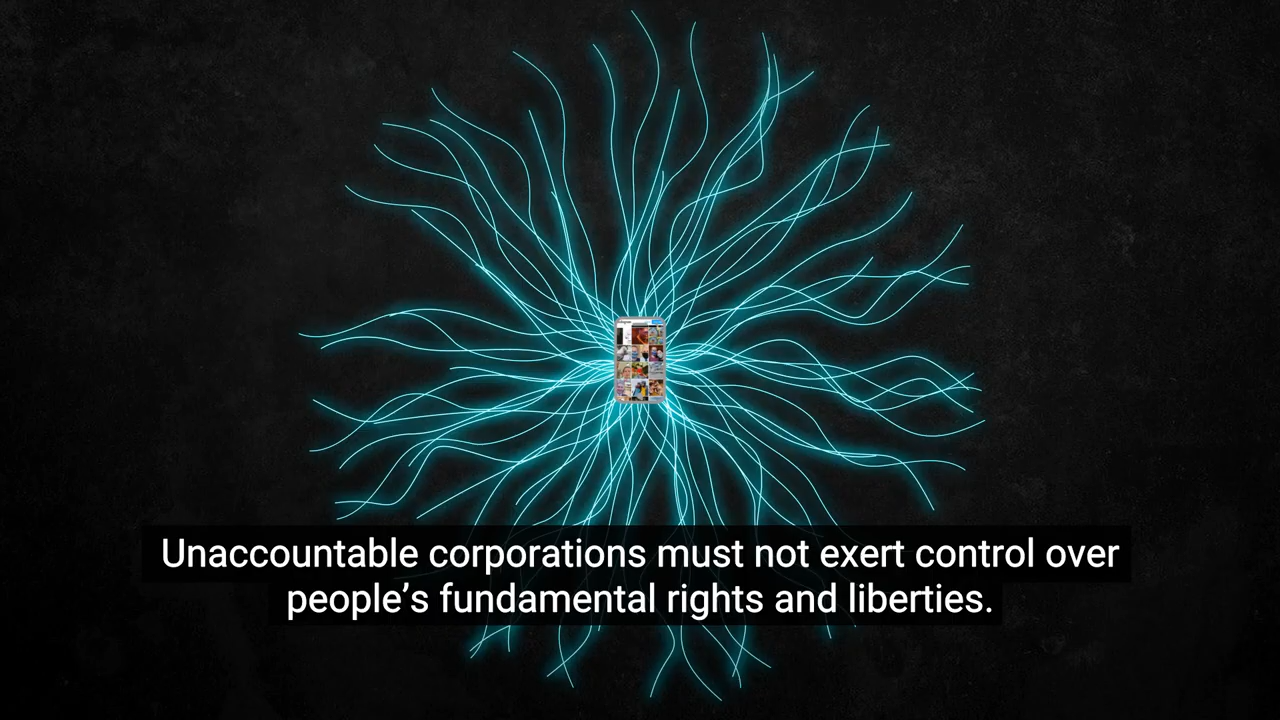 Unaccountable corporations must not exert control over
people’s fundamental rights and liberties.